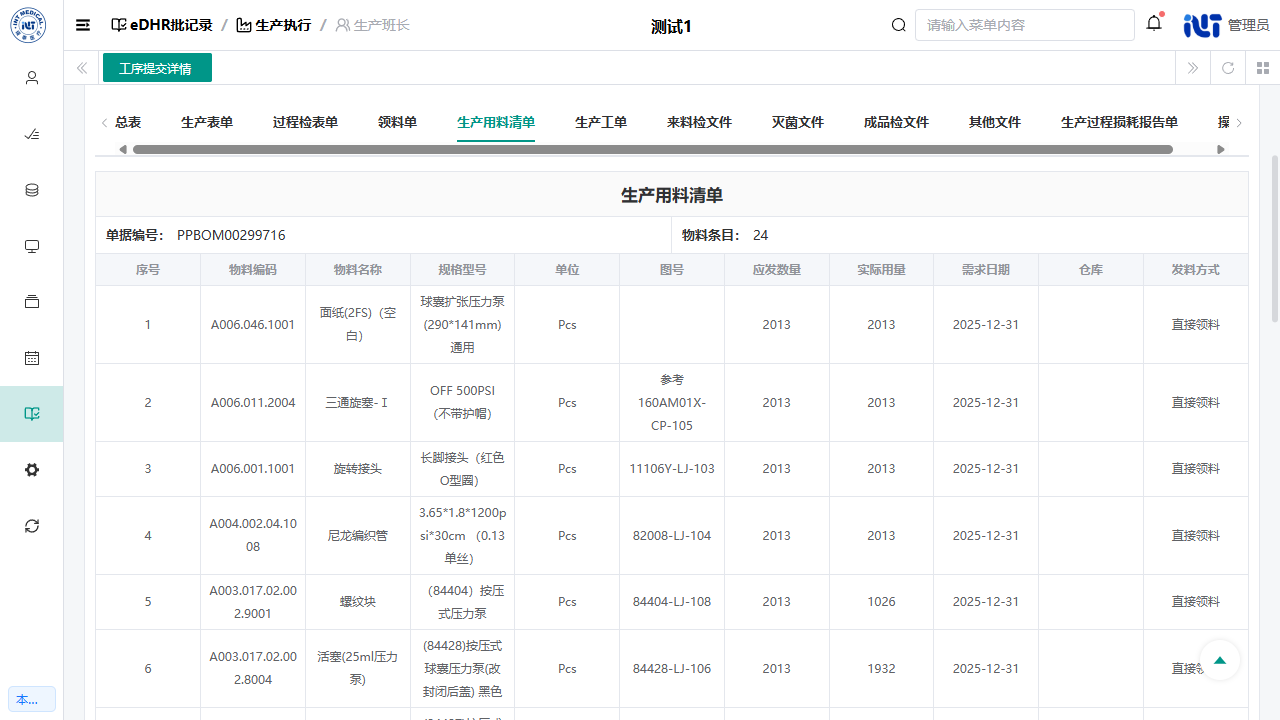 eDHR批记录 / 生产执行 / 生产班长
测试1
请输入菜单内容
管理员
工序提交详情
总表 生产表单 过程检表单 领料单 生产用料清单 生产工单 来料检文件 灭菌文件 成品检文件 其他文件 生产过程损耗报告单
生产用料清单
单据编号： PPBOM00299716 物料条目： 24
序号 物料编码 物料名称 规格型号 单位 图号 应发数量 实际用量 需求日期 仓库 发料方式
1 A006.046.1001 面纸(2FS)（空白） 球囊扩张压力泵(290*141mm)通用 Pcs 2013 2013 2025-12-31 直接领料
2 A006.011.2004 三通旋塞-Ⅰ OFF 500PSI (不带护帽) Pcs 参考160AM01X-CP-105 2013 2013 2025-12-31 直接领料
3 A006.001.1001 旋转接头 长脚接头（红色O型圈） Pcs 11106Y-LJ-103 2013 2013 2025-12-31 直接领料
4 A004.002.04.1008 尼龙编织管 3.65*1.8*1200psi*30cm （0.13单丝） Pcs 82008-LJ-104 2013 2013 2025-12-31 直接领料
5 A003.017.02.002.9001 螺纹块 （84404）按压式压力泵 Pcs 84404-LJ-108 2013 1026 2025-12-31 直接领料
6 A003.017.02.002.8004 活塞(25ml压力泵) (84428)按压式球囊压力泵(改封闭后盖) 黑色 Pcs 84428-LJ-106 2013 1932 2025-12-31 直接
本...